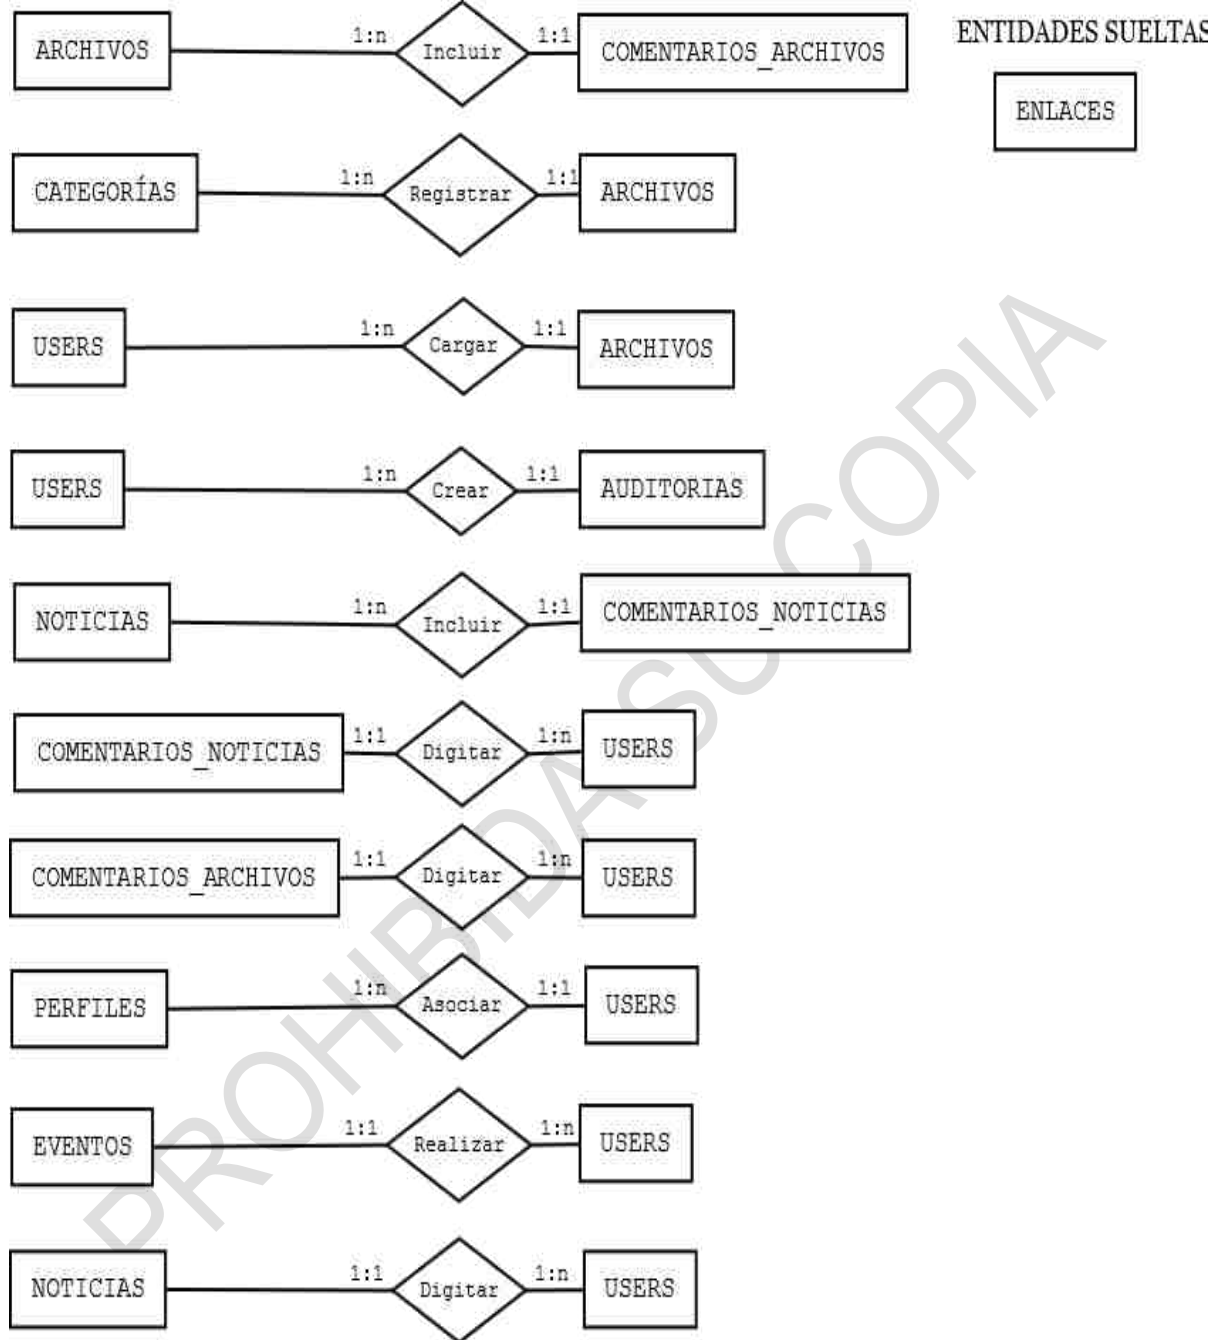 ARCHIVOS 1:n Incluir 1:1 COMENTARIOS_ARCHIVOS
ENTIDADES SUELTAS
ENLACES
CATEGORÍAS 1:n Registrar 1:1 ARCHIVOS
USERS 1:n Cargar 1:1 ARCHIVOS
USERS 1:n Crear 1:1 AUDITORIAS
NOTICIAS 1:n Incluir 1:1 COMENTARIOS_NOTICIAS
COMENTARIOS_NOTICIAS 1:1 Digitar 1:n USERS
COMENTARIOS_ARCHIVOS 1:1 Digitar 1:n USERS
PERFILES 1:n Asociar 1:1 USERS
EVENTOS 1:1 Realizar 1:n USERS
NOTICIAS 1:1 Digitar 1:n USERS
PROHIBIDA SU COPIA